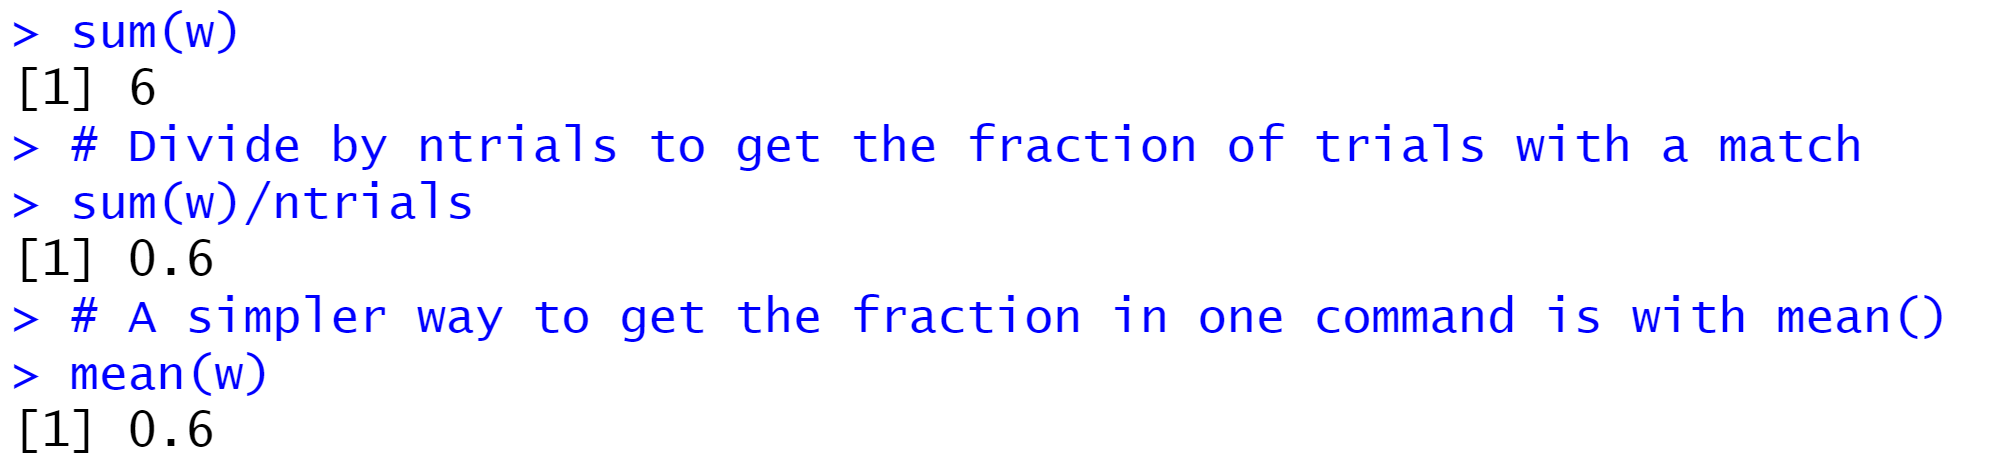 > sum(w)
[1] 6
> # Divide by ntrials to get the fraction of trials with a match
> sum(w)/ntrials
[1] 0.6
> # A simpler way to get the fraction in one command is with mean()
> mean(w)
[1] 0.6